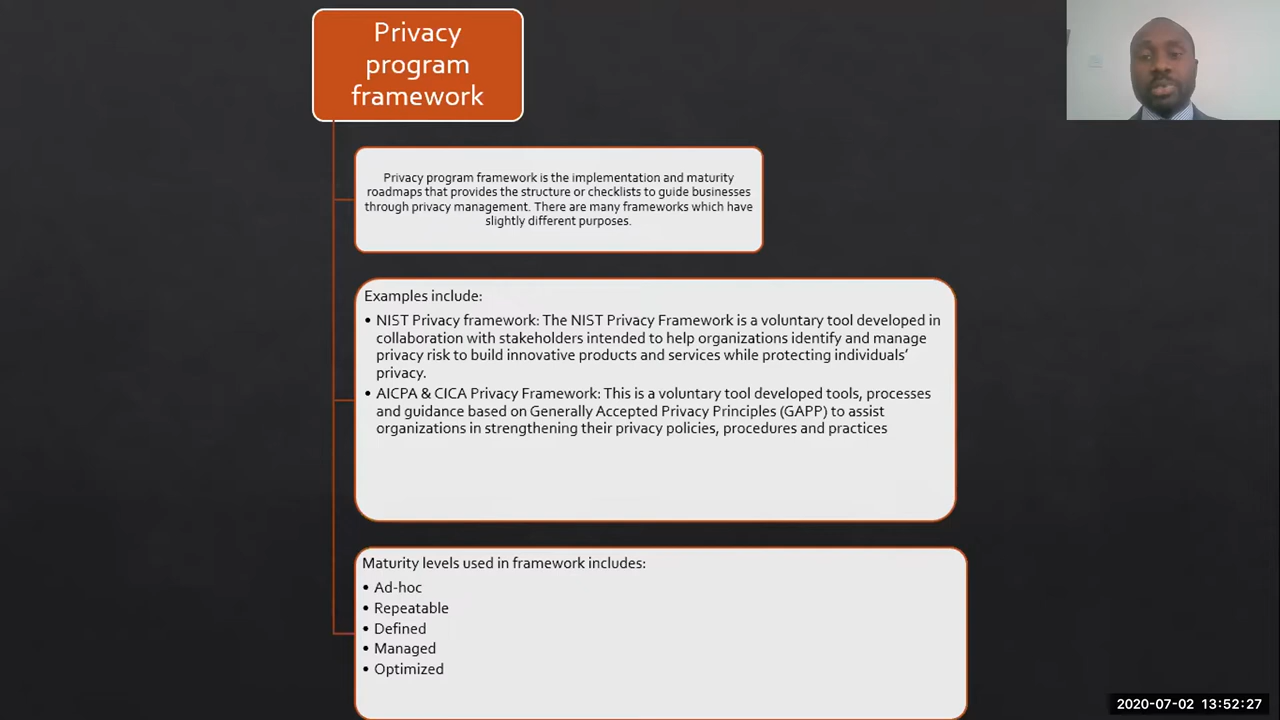 Privacy
program
framework
Privacy program framework is the implementation and maturity
roadmaps that provides the structure or checklists to guide businesses
through privacy management. There are many frameworks which have
slightly different purposes.
Examples include:
• NIST Privacy framework: The NIST Privacy Framework is a voluntary tool developed in
collaboration with stakeholders intended to help organizations identify and manage
privacy risk to build innovative products and services while protecting individuals’
privacy.
• AICPA & CICA Privacy Framework: This is a voluntary tool developed tools, processes
and guidance based on Generally Accepted Privacy Principles (GAPP) to assist
organizations in strengthening their privacy policies, procedures and practices
Maturity levels used in framework includes:
• Ad-hoc
• Repeatable
• Defined
• Managed
• Optimized
2020-07-02 13:52:27